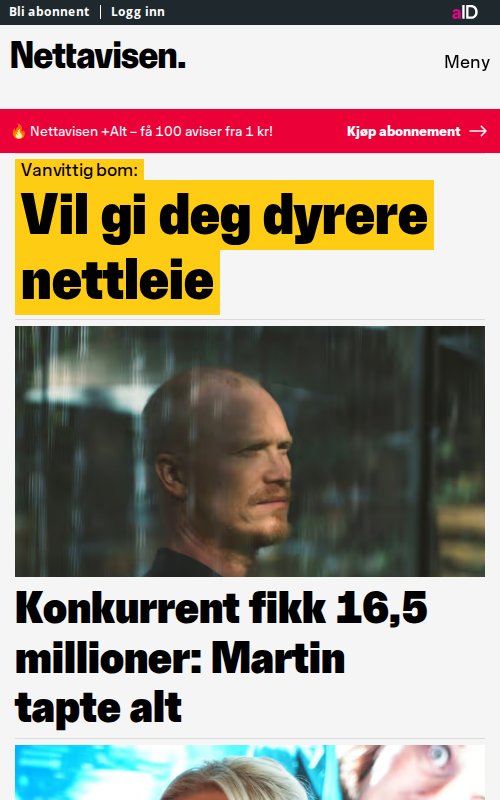 Bli abonnent | Logg inn
aID
Nettavisen.
Meny
🔥 Nettavisen +Alt – få 100 aviser fra 1 kr!
Kjøp abonnement →
Vanvittig bom:
Vil gi deg dyrere
nettleie
Konkurrent fikk 16,5
millioner: Martin
tapte alt